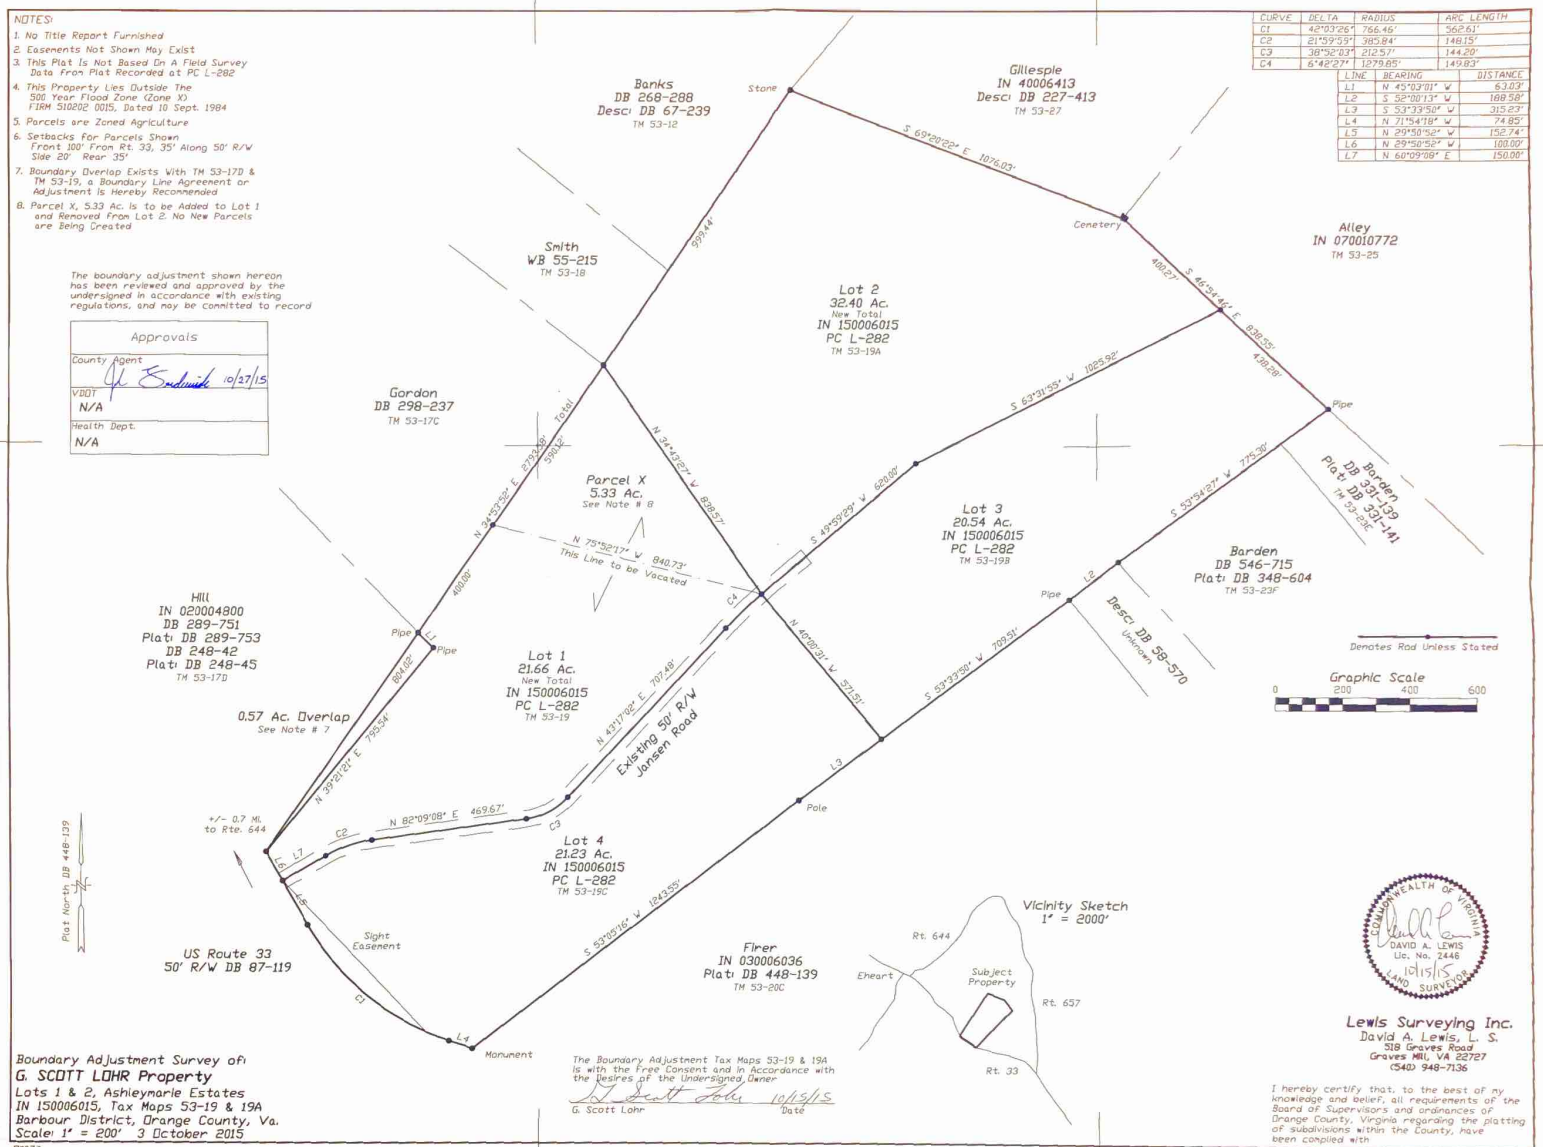 NOTES:
1. No Title Report Furnished
2. Easements Not Shown May Exist
3. This Plat Is Not Based On A Field Survey
Data from Plat Recorded at PC L-282
4. This Property Lies Outside The
500 Year Flood Zone (Zone X)
FIRM 510202 0015, Dated 10 Sept. 1984
5. Parcels are Zoned Agriculture
6. Setbacks for Parcels Shown
Front 100' From Rt. 33, 35' Along 50' R/W
Side 20' Rear 35'
7. Boundary Overlap Exists With TM 53-17D &
TM 53-19, a Boundary Line Agreement or
Adjustment is Hereby Recommended
8. Parcel X, 5.33 Ac. is to be Added to Lot 1
and Removed From Lot 2. No New Parcels
are Being Created
The boundary adjustment shown hereon
has been reviewed and approved by the
undersigned in accordance with existing
regulations, and may be committed to record
Approvals
County Agent
10/27/15
VDOT
N/A
Health Dept.
N/A
CURVE DELTA RADIUS ARC LENGTH
C1 42°03'26" 766.46' 562.61'
C2 21°59'59" 385.84' 148.15'
C3 38°52'03" 212.57' 144.20'
C4 6°42'27" 1279.85' 149.83'
LINE BEARING DISTANCE
L1 N 45°03'01" W 63.03'
L2 S 52°00'13" W 188.58'
L3 S 53°33'50" W 315.23'
L4 N 71°54'18" W 74.85'
L5 N 29°50'52" W 152.74'
L6 N 29°50'52" W 100.00'
L7 N 60°09'08" E 150.00'
Banks
DB 268-288
Desc: DB 67-239
TM 53-12
Stone
Gillespie
IN 40006413
Desc: DB 227-413
TM 53-27
S 69°20'22" E 1076.03'
Cemetery
Alley
IN 070010772
TM 53-25
Smith
WB 55-215
TM 53-18
999.44'
400.27'
S 46°54'46" E 838.55'
438.28'
Lot 2
32.40 Ac.
New Total
IN 150006015
PC L-282
TM 53-19A
S 63°31'55" W 1025.92'
Pipe
Gordon
DB 298-237
TM 53-17C
N 34°53'52" E 2793.58' Total
590.12'
N 34°43'27" W 838.57'
Parcel X
5.33 Ac.
See Note # 8
N 75°52'17" W 840.73'
This Line to be Vacated
S 49°59'29" W 620.00'
Lot 3
20.54 Ac.
IN 150006015
PC L-282
TM 53-19B
S 53°54'27" W 775.30'
Barden
DB 331-139
Plat: DB 331-141
TM 53-23E
Barden
DB 546-715
Plat: DB 348-604
TM 53-23F
L2
Pipe
Desc: DB 58-570
Unknown
400.00'
Hill
IN 020004800
DB 289-751
Plat: DB 289-753
DB 248-42
Plat: DB 248-45
TM 53-17D
Pipe L1
Pipe
804.02'
C4
Lot 1
21.66 Ac.
New Total
IN 150006015
PC L-282
TM 53-19
N 43°17'02" E 707.48'
Existing 50' R/W
Jansen Road
N 40°00'31" W 571.51'
S 53°33'50" W 709.51'
Denotes Rod Unless Stated
Graphic Scale
0 200 400 600
0.57 Ac. Overlap
See Note # 7
N 39°21'21" E 795.54'
L3
Pole
+/- 0.7 Mi.
to Rte. 644
Plat North DB 448-139
N
L6
L7
C2
N 82°09'08" E 469.67'
C3
Lot 4
21.23 Ac.
IN 150006015
PC L-282
TM 53-19C
L5
Sight
Easement
S 53°05'16" W 1243.55'
US Route 33
50' R/W DB 87-119
C1
L4
Monument
Firer
IN 030006036
Plat: DB 448-139
TM 53-20C
Vicinity Sketch
1" = 2000'
Rt. 644
Eheart
Subject
Property
Rt. 657
Rt. 33
COMMONWEALTH OF VIRGINIA
DAVID A. LEWIS
Lic. No. 2446
10/15/15
LAND SURVEYOR
Lewis Surveying Inc.
David A. Lewis, L. S.
518 Graves Road
Graves Mill, VA 22727
(540) 948-7136
I hereby certify that, to the best of my
knowledge and belief, all requirements of the
Board of Supervisors and ordinances of
Orange County, Virginia regarding the platting
of subdivisions within the County, have
been complied with
Boundary Adjustment Survey of:
G. SCOTT LOHR Property
Lots 1 & 2, Ashleymarie Estates
IN 150006015, Tax Maps 53-19 & 19A
Barbour District, Orange County, Va.
Scale: 1" = 200' 3 October 2015
The Boundary Adjustment Tax Maps 53-19 & 19A
is with the Free Consent and in Accordance with
the Desires of the Undersigned Owner
G Scott Lohr 10/15/15
G. Scott Lohr Date